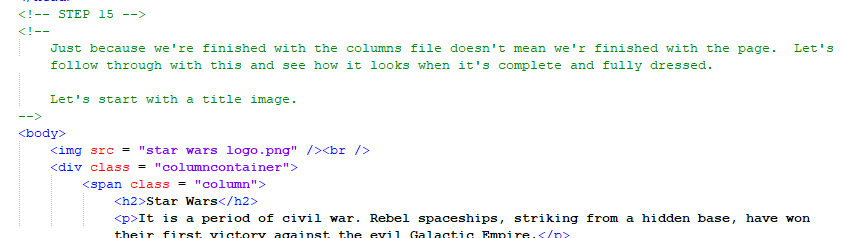 <!-- STEP 15 -->
<!--
Just because we're finished with the columns file doesn't mean we'r finished with the page.  Let's
follow through with this and see how it looks when it's complete and fully dressed.
Let's start with a title image.
-->
<body>
<img src = "star wars logo.png" /><br />
<div class = "columncontainer">
<span class = "column">
<h2>Star Wars</h2>
<p>It is a period of civil war. Rebel spaceships, striking from a hidden base, have won
their first victory against the evil Galactic Empire.</p>